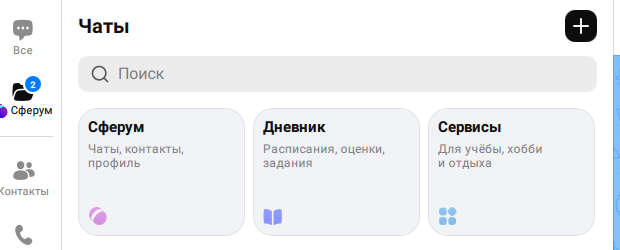 Чаты
Все
2
Сферум
Контакты
Поиск
Сферум
Чаты, контакты,
профиль
Дневник
Расписания, оценки,
задания
Сервисы
Для учёбы, хобби
и отдыха